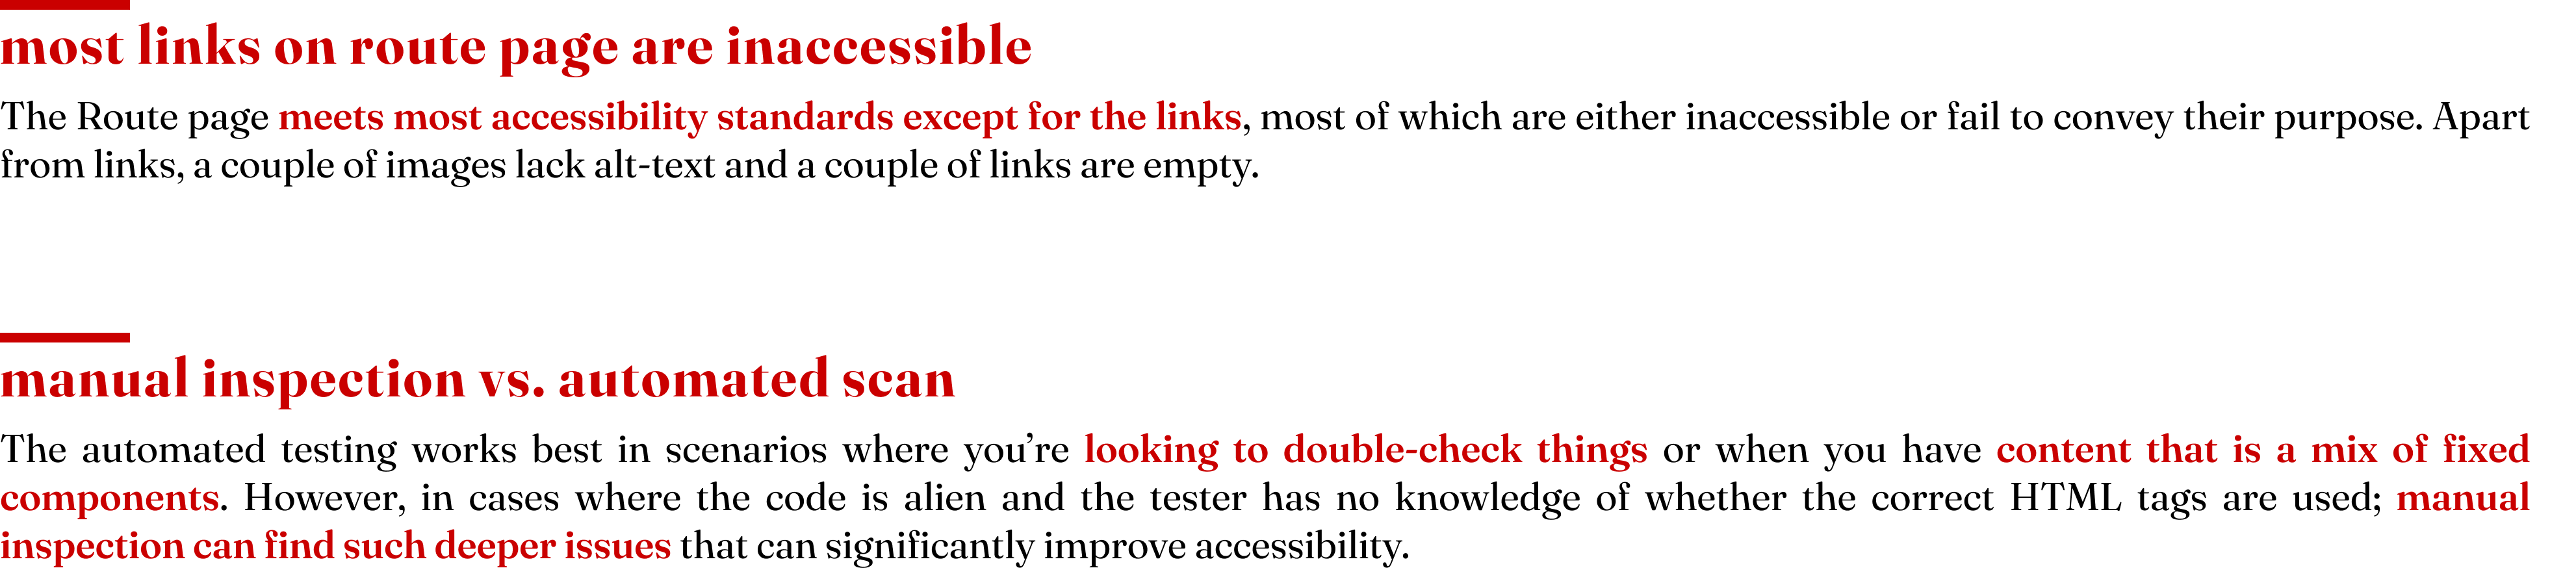 most links on route page are inaccessible
The Route page meets most accessibility standards except for the links, most of which are either inaccessible or fail to convey their purpose. Apart
from links, a couple of images lack alt-text and a couple of links are empty.
manual inspection vs. automated scan
The automated testing works best in scenarios where you’re looking to double-check things or when you have content that is a mix of fixed
components. However, in cases where the code is alien and the tester has no knowledge of whether the correct HTML tags are used; manual
inspection can find such deeper issues that can significantly improve accessibility.